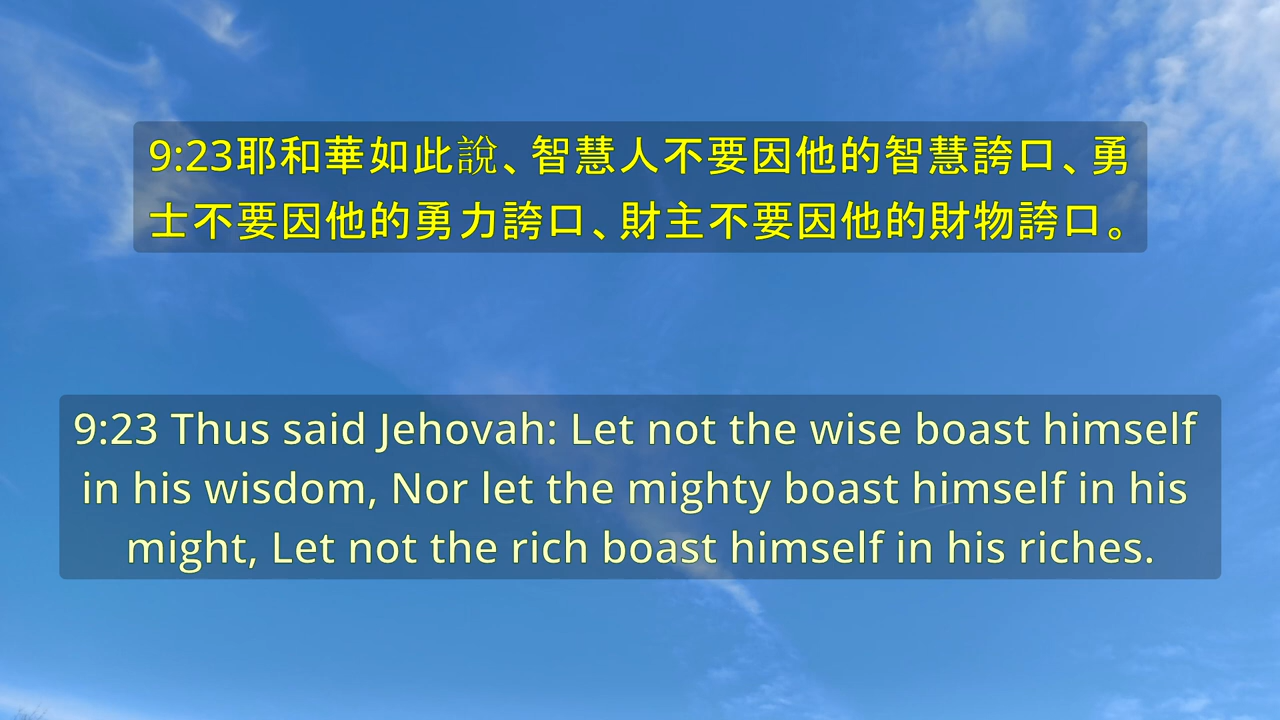 9:23耶和華如此說、智慧人不要因他的智慧誇口、勇
士不要因他的勇力誇口、財主不要因他的財物誇口。
9:23 Thus said Jehovah: Let not the wise boast himself
in his wisdom, Nor let the mighty boast himself in his
might, Let not the rich boast himself in his riches.